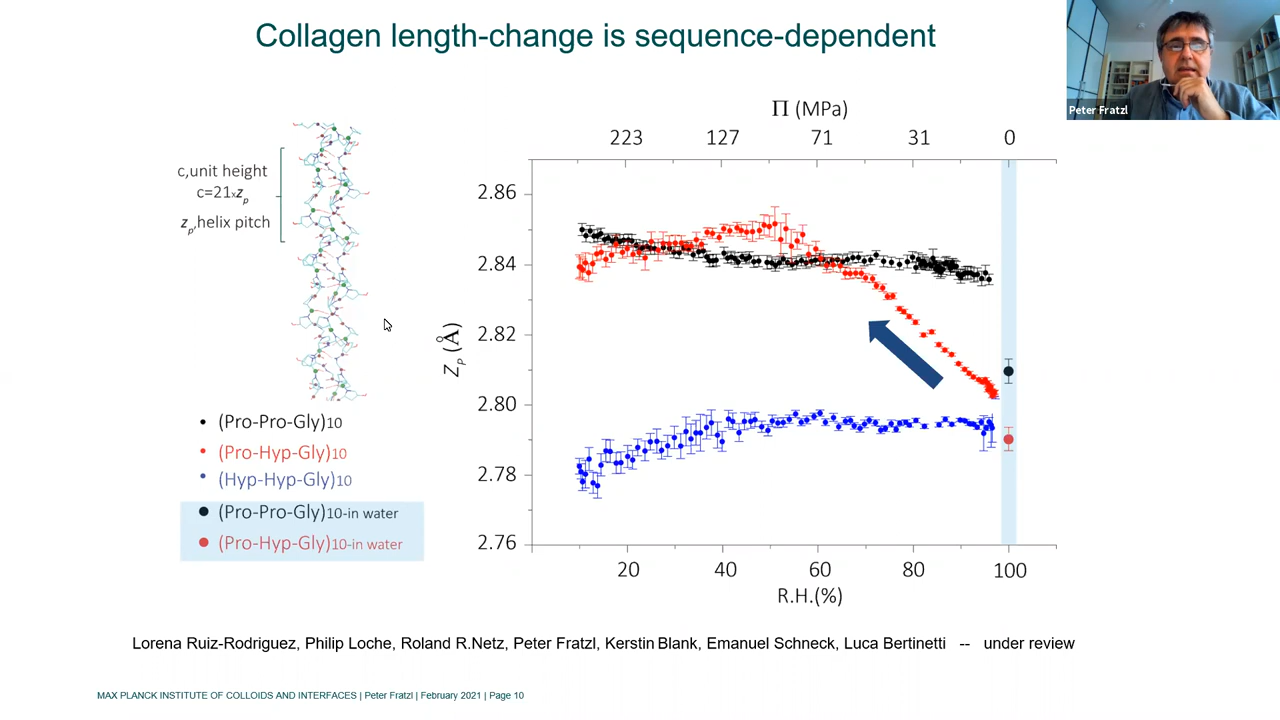 Collagen length-change is sequence-dependent
Peter Fratzl
c,unit height
c=21xzp
zp,helix pitch
Π (MPa)
223 127 71 31 0
2.86
2.84
2.82
2.80
2.78
2.76
Zp (Å)
20 40 60 80 100
R.H.(%)
(Pro-Pro-Gly)10
(Pro-Hyp-Gly)10
(Hyp-Hyp-Gly)10
(Pro-Pro-Gly)10-in water
(Pro-Hyp-Gly)10-in water
Lorena Ruiz-Rodriguez, Philip Loche, Roland R.Netz, Peter Fratzl, Kerstin Blank, Emanuel Schneck, Luca Bertinetti -- under review
MAX PLANCK INSTITUTE OF COLLOIDS AND INTERFACES | Peter Fratzl | February 2021 | Page 10